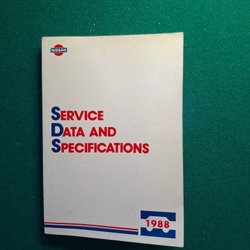 NISSAN
SERVICE
DATA AND
SPECIFICATIONS
1988